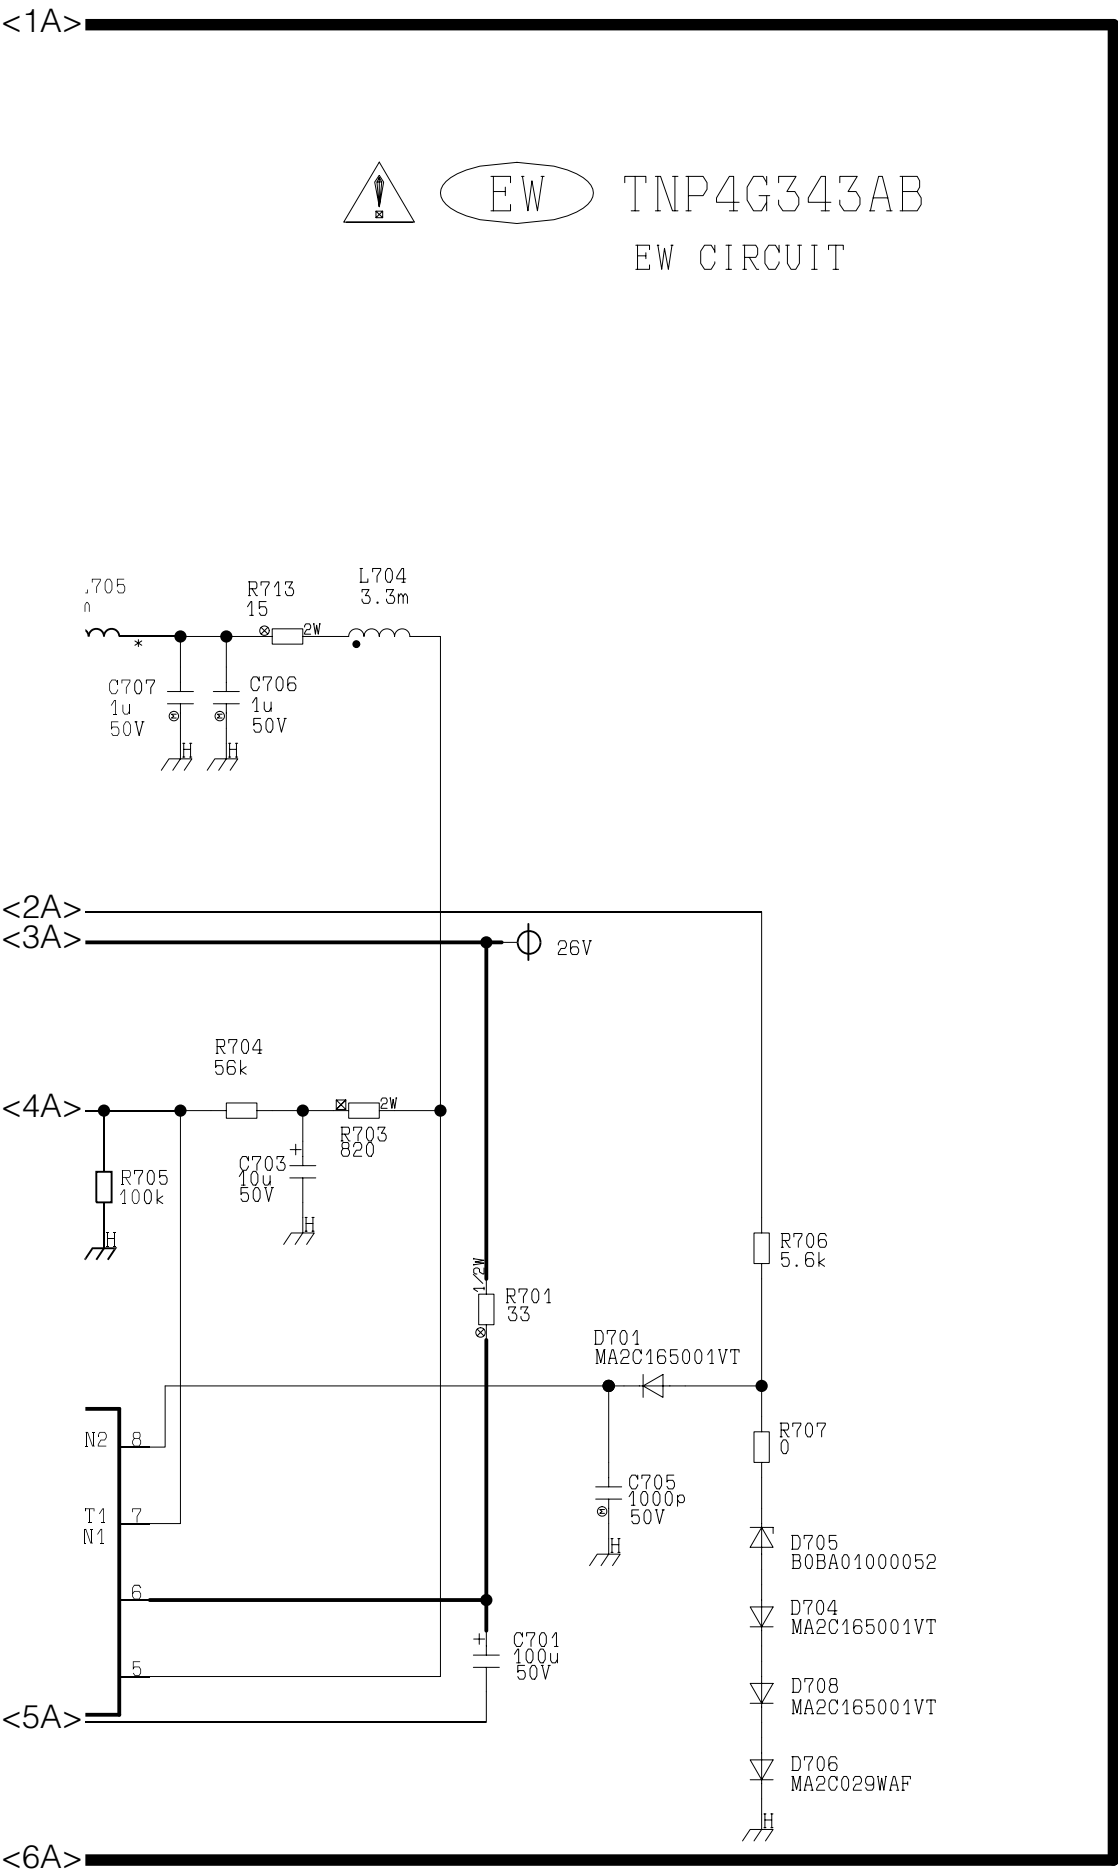 <1A>
EW TNP4G343AB
EW CIRCUIT
L704
3.3m
R713
15
2W
*
C707
1u
50V
M
H
C706
1u
50V
M
H
<2A>
<3A>
26V
R704
56k
<4A>
2W
R703
820
+
C703
10u
50V
H
R705
100k
H
1/2W
R701
33
R706
5.6k
D701
MA2C165001VT
R707
0
N2
8
T1
7
N1
6
5
C705
1000p
50V
M
H
D705
B0BA01000052
D704
MA2C165001VT
+
C701
100u
50V
D708
MA2C165001VT
<5A>
D706
MA2C029WAF
H
<6A>